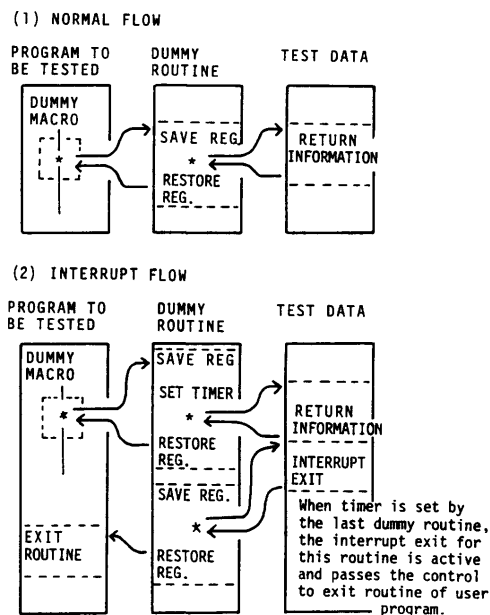 (1) NORMAL FLOW
PROGRAM TO
BE TESTED
DUMMY
ROUTINE
TEST DATA
DUMMY
MACRO
*
SAVE REG
*
RESTORE
REG.
RETURN
INFORMATION
(2) INTERRUPT FLOW
PROGRAM TO
BE TESTED
DUMMY
ROUTINE
TEST DATA
DUMMY
MACRO
*
EXIT
ROUTINE
SAVE REG
SET TIMER
*
RESTORE
REG.
SAVE REG.
*
RESTORE
REG.
RETURN
INFORMATION
INTERRUPT
EXIT
When timer is set by
the last dummy routine,
the interrupt exit for
this routine is active
and passes the control
to exit routine of user
program.